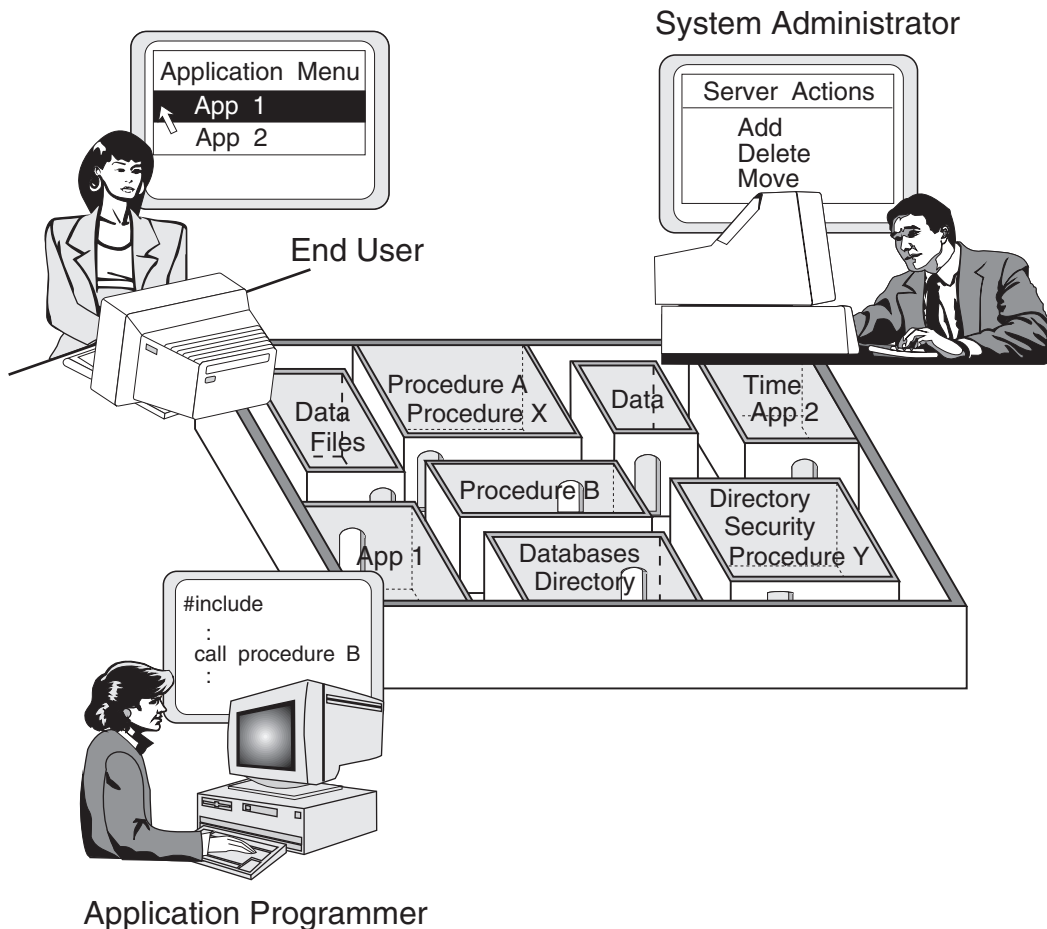 System Administrator
Application Menu
App 1
App 2
Server Actions
Add
Delete
Move
End User
Data
Files
Procedure A
Procedure X
Data
Time
App 2
Procedure B
Directory
Security
Procedure Y
App 1
Databases
Directory
#include
:
call procedure B
:
Application Programmer